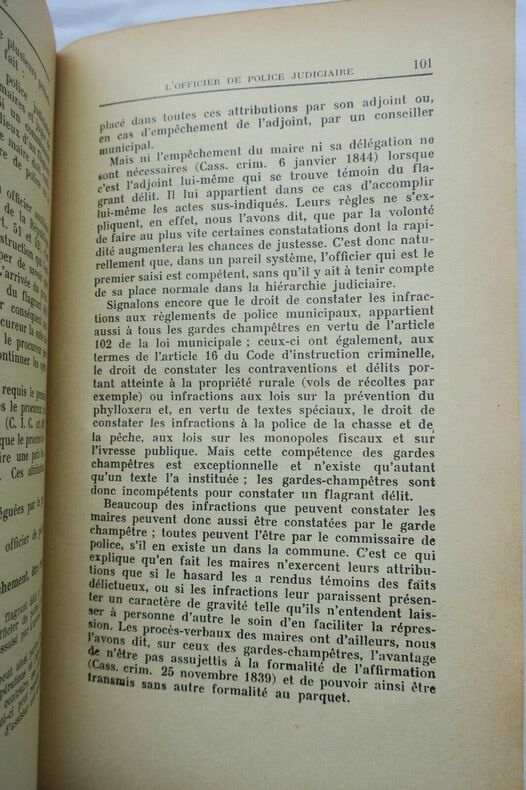 L'OFFICIER DE POLICE JUDICIAIRE 101
placé dans toutes ces attributions par son adjoint ou,
en cas d'empêchement de l'adjoint, par un conseiller
municipal.
Mais ni l'empêchement du maire ni sa délégation ne
sont nécessaires (Cass. crim. 6 janvier 1844) lorsque
c'est l'adjoint lui-même qui se trouve témoin du fla-
grant délit. Il lui appartient dans ce cas d'accomplir
lui-même les actes sus-indiqués. Leurs règles ne s'ex-
pliquent, en effet, nous l'avons dit, que par la volonté
de faire au plus vite certaines constatations dont la rapi-
dité augmentera les chances de justesse. C'est donc natu-
rellement que, dans un pareil système, l'officier qui est le
premier saisi est compétent, sans qu'il y ait à tenir compte
de sa place normale dans la hiérarchie judiciaire.
Signalons encore que le droit de constater les infrac-
tions aux règlements de police municipaux, appartient
aussi à tous les gardes champêtres en vertu de l'article
102 de la loi municipale ; ceux-ci ont également, aux
termes de l'article 16 du Code d'instruction criminelle,
le droit de constater les contraventions et délits por-
tant atteinte à la propriété rurale (vols de récoltes par
exemple) ou infractions aux lois sur la prévention du
phylloxera et, en vertu de textes spéciaux, le droit de
constater les infractions à la police de la chasse et de
la pêche, aux lois sur les monopoles fiscaux et sur
l'ivresse publique. Mais cette compétence des gardes
champêtres est exceptionnelle et n'existe qu'autant
qu'un texte l'a instituée ; les gardes-champêtres sont
donc incompétents pour constater un flagrant délit.
Beaucoup des infractions que peuvent constater les
maires peuvent donc aussi être constatées par le garde
champêtre ; toutes peuvent l'être par le commissaire de
police, s'il en existe un dans la commune. C'est ce qui
explique qu'en fait les maires n'exercent leurs attribu-
tions que si le hasard les a rendus témoins des faits
délictueux, ou si les infractions leur paraissent présen-
ter un caractère de gravité telle qu'ils n'entendent lais-
ser à personne d'autre le soin d'en faciliter la répres-
sion. Les procès-verbaux des maires ont d'ailleurs, nous
l'avons dit, sur ceux des gardes-champêtres, l'avantage
de n'être pas assujettis à la formalité de l'affirmation
(Cass. crim. 25 novembre 1839) et de pouvoir ainsi être
transmis sans autre formalité au parquet.